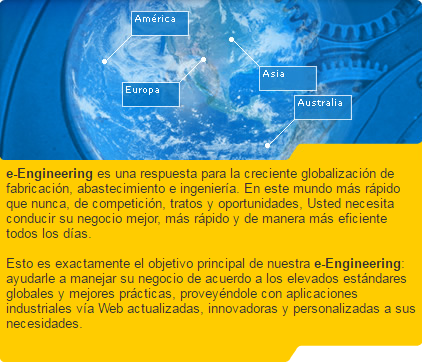 América
Europa
Asia
Australia
e-Engineering es una respuesta para la creciente globalización de
fabricación, abastecimiento e ingeniería. En este mundo más rápido
que nunca, de competición, tratos y oportunidades, Usted necesita
conducir su negocio mejor, más rápido y de manera más eficiente
todos los días.
Esto es exactamente el objetivo principal de nuestra e-Engineering:
ayudarle a manejar su negocio de acuerdo a los elevados estándares
globales y mejores prácticas, proveyéndole con aplicaciones
industriales vía Web actualizadas, innovadoras y personalizadas a sus
necesidades.